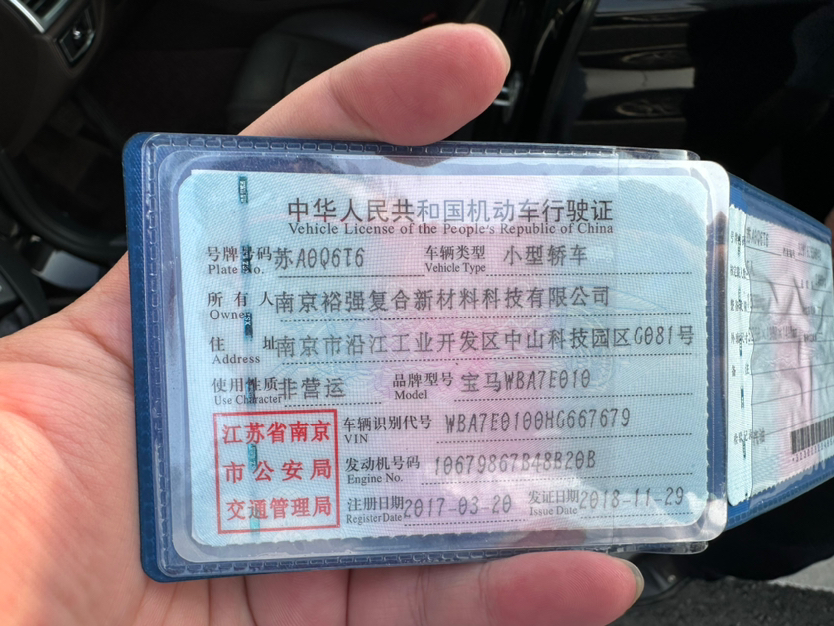 中华人民共和国机动车行驶证
Vehicle License of the People's Republic of China
号牌号码 苏A0Q6T6 车辆类型 小型轿车
Plate No. Vehicle Type
所有人 南京裕强复合新材料科技有限公司
Owner
住址 南京市沿江工业开发区中山科技园区C081号
Address
使用性质 非营运 品牌型号 宝马WBA7E010
Use Character Model
车辆识别代号 WBA7E0100HG667679
VIN
发动机号码 10679867B48B20B
Engine No.
注册日期 2017-03-20 发证日期 2018-11-29
Register Date Issue Date
江苏省南京
市公安局
交通管理局